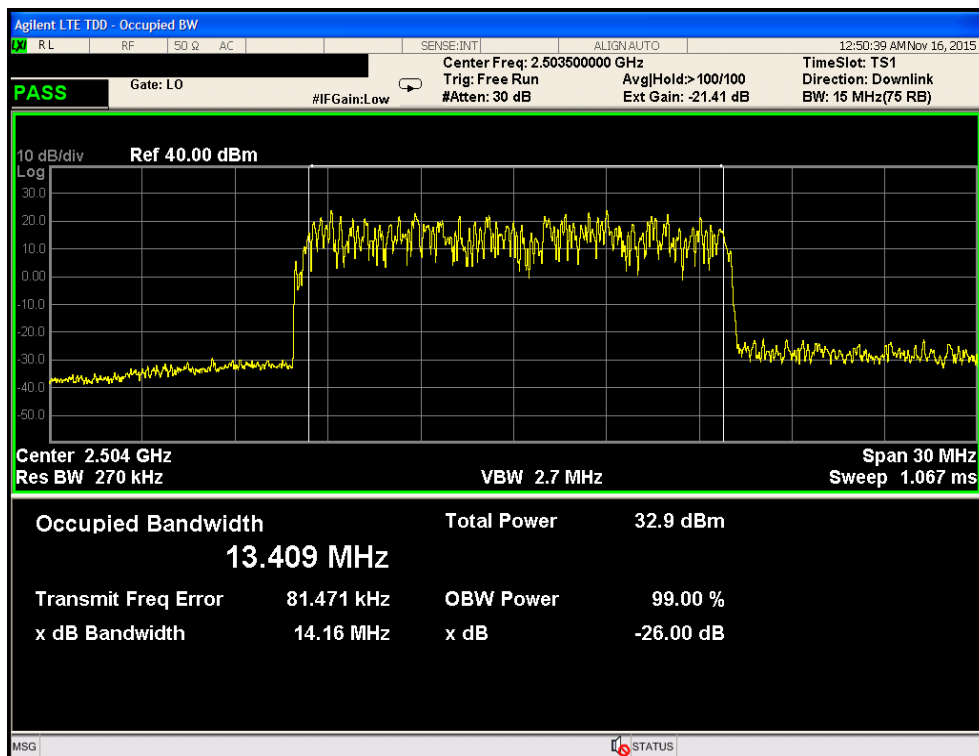 Agilent LTE TDD - Occupied BW
LXI RL RF 50 Ω AC SENSE:INT ALIGN AUTO 12:50:39 AM Nov 16, 2015
Center Freq: 2.503500000 GHz TimeSlot: TS1
PASS Gate: LO Trig: Free Run Avg|Hold:>100/100 Direction: Downlink
#IFGain:Low #Atten: 30 dB Ext Gain: -21.41 dB BW: 15 MHz(75 RB)
10 dB/div Ref 40.00 dBm
Log
30.0
20.0
10.0
0.00
-10.0
-20.0
-30.0
-40.0
-50.0
Center 2.504 GHz Span 30 MHz
Res BW 270 kHz VBW 2.7 MHz Sweep 1.067 ms
Occupied Bandwidth Total Power 32.9 dBm
13.409 MHz
Transmit Freq Error 81.471 kHz OBW Power 99.00 %
x dB Bandwidth 14.16 MHz x dB -26.00 dB
MSG STATUS